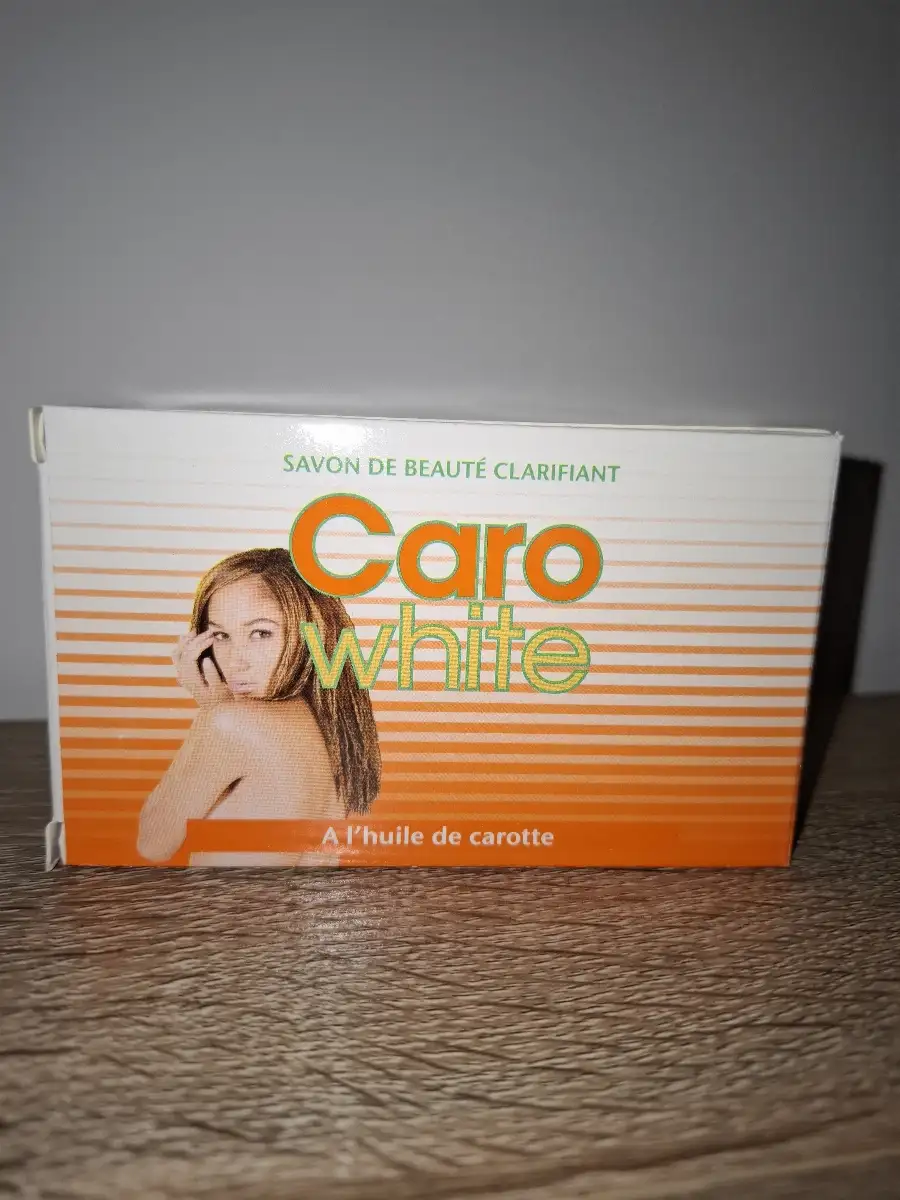 SAVON DE BEAUTÉ CLARIFIANT
Caro
white
A l'huile de carotte